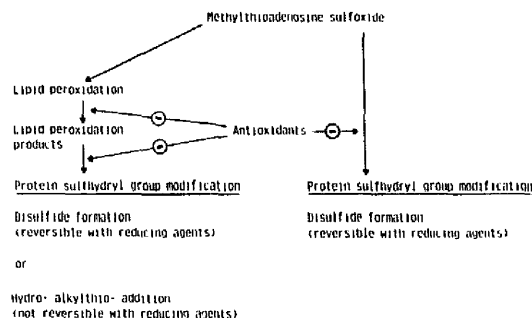 Methylthioadenosine sulfoxide
Lipid peroxidation
Lipid peroxidation
products
Antioxidants
Protein sulfhydryl group modification
Protein sulfhydryl group modification
Disulfide formation
(reversible with reducing agents)
Disulfide formation
(reversible with reducing agents)
or
Hydro- alkylthio- addition
(not reversible with reducing agents)